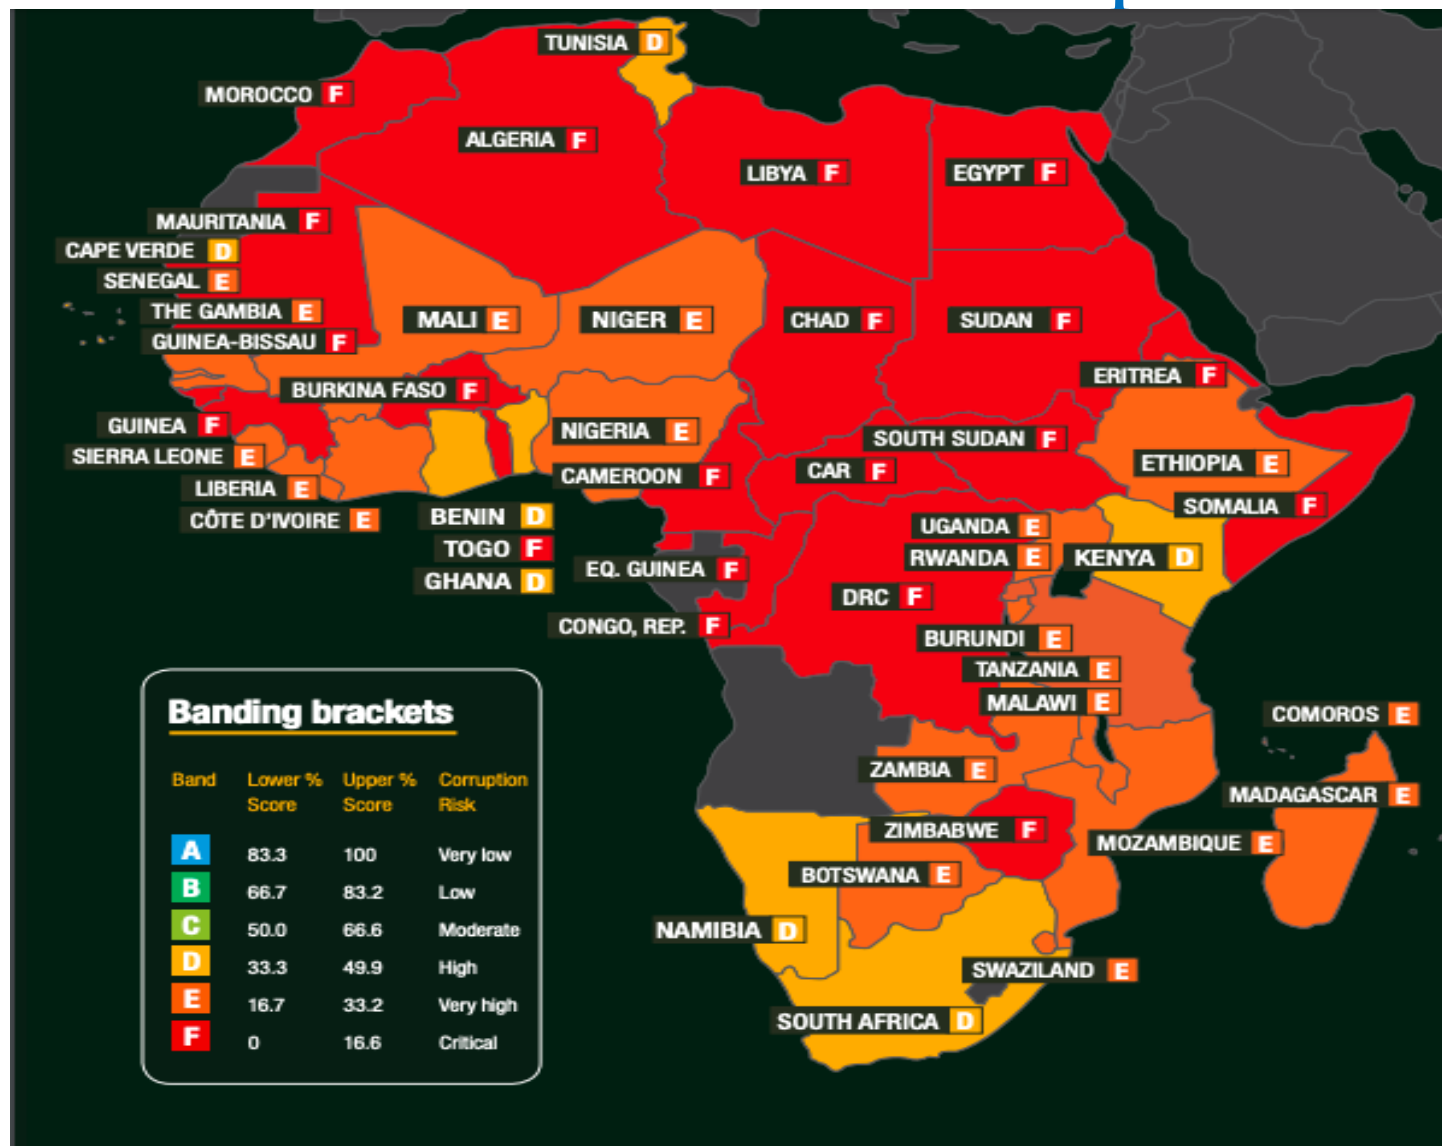 TUNISIA D
MOROCCO F
ALGERIA F
LIBYA F
EGYPT F
MAURITANIA F
CAPE VERDE D
SENEGAL E
THE GAMBIA E
GUINEA-BISSAU F
MALI E
NIGER E
CHAD F
SUDAN F
BURKINA FASO F
ERITREA F
GUINEA F
NIGERIA E
SOUTH SUDAN F
SIERRA LEONE E
CAMEROON F
CAR F
ETHIOPIA E
LIBERIA E
SOMALIA F
CÔTE D'IVOIRE E
BENIN D
UGANDA E
TOGO F
RWANDA E
KENYA D
GHANA D
EQ. GUINEA F
DRC F
CONGO, REP. F
BURUNDI E
TANZANIA E
MALAWI E
COMOROS E
ZAMBIA E
MADAGASCAR E
ZIMBABWE F
MOZAMBIQUE E
BOTSWANA E
NAMIBIA D
SWAZILAND E
SOUTH AFRICA D
Banding brackets
Band Lower % Score Upper % Score Corruption Risk
A 83.3 100 Very low
B 66.7 83.2 Low
C 50.0 66.6 Moderate
D 33.3 49.9 High
E 16.7 33.2 Very high
F 0 16.6 Critical